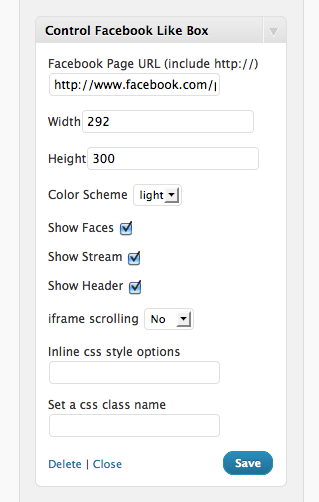 Control Facebook Like Box
Facebook Page URL (include http://)
http://www.facebook.com/p
Width 292
Height 300
Color Scheme light
Show Faces
Show Stream
Show Header
iframe scrolling No
Inline css style options
Set a css class name
Delete | Close Save